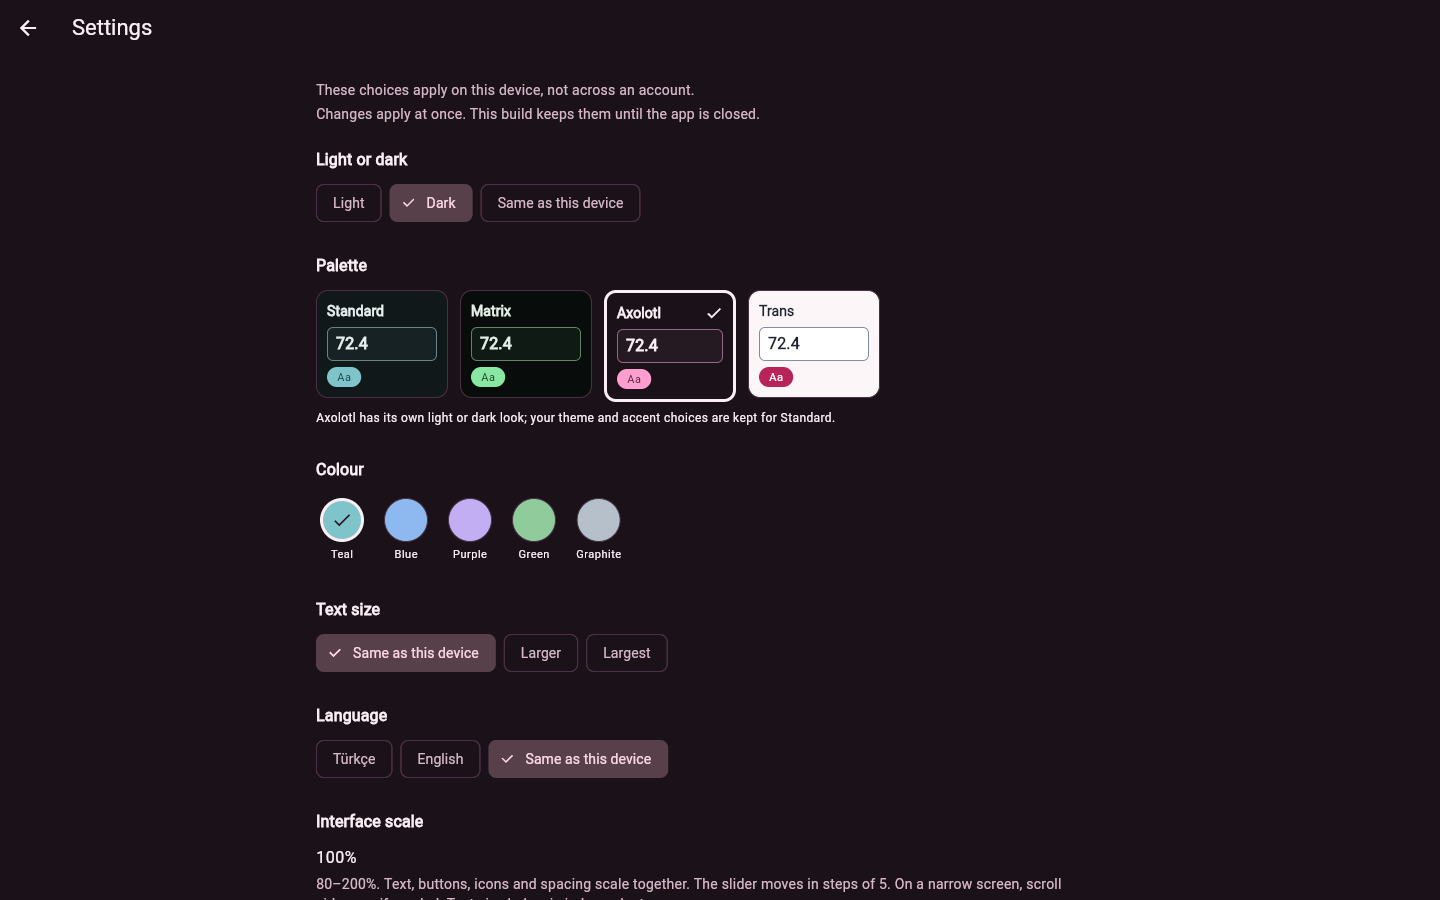 Settings
These choices apply on this device, not across an account.
Changes apply at once. This build keeps them until the app is closed.
Light or dark
Light
Dark
Same as this device
Palette
Standard
72.4
Aa
Matrix
72.4
Aa
Axolotl
72.4
Aa
Trans
72.4
Aa
Axolotl has its own light or dark look; your theme and accent choices are kept for Standard.
Colour
Teal
Blue
Purple
Green
Graphite
Text size
Same as this device
Larger
Largest
Language
Türkçe
English
Same as this device
Interface scale
100%
80–200%. Text, buttons, icons and spacing scale together. The slider moves in steps of 5. On a narrow screen, scroll